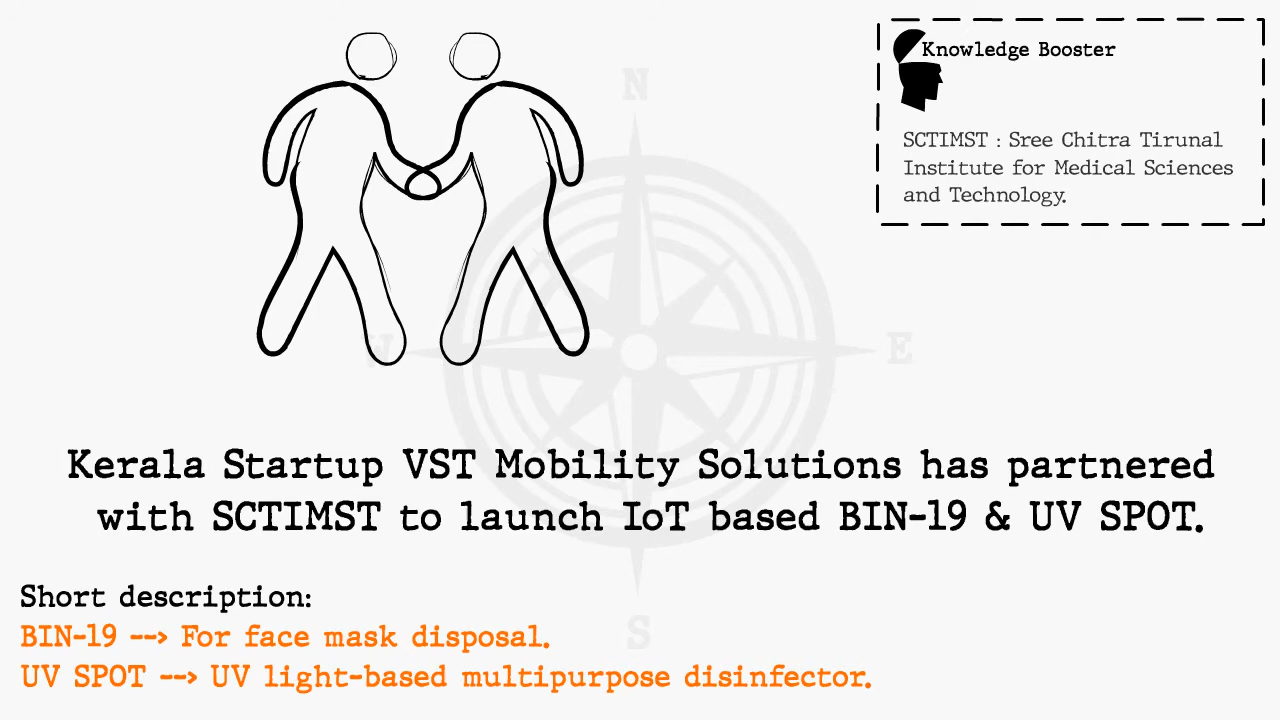 Knowledge Booster
SCTIMST : Sree Chitra Tirunal
Institute for Medical Sciences
and Technology.
N
W
E
S
Kerala Startup VST Mobility Solutions has partnered
with SCTIMST to launch IoT based BIN-19 & UV SPOT.
Short description:
BIN-19 --> For face mask disposal.
UV SPOT --> UV light-based multipurpose disinfector.